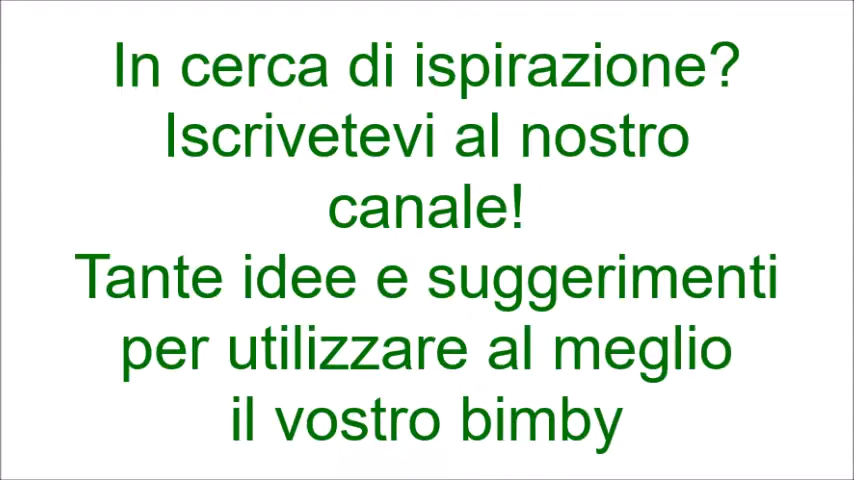 In cerca di ispirazione?
Iscrivetevi al nostro
canale!
Tante idee e suggerimenti
per utilizzare al meglio
il vostro bimby